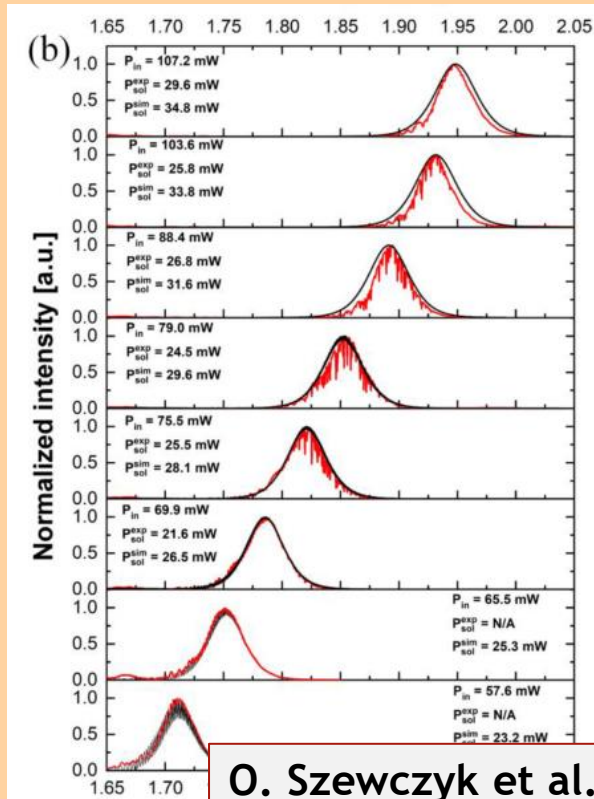 1.65 1.70 1.75 1.80 1.85 1.90 1.95 2.00 2.05
(b)
P_in = 107.2 mW
P_sol^exp = 29.6 mW
P_sol^sim = 34.8 mW
1.0
0.5
0.0
P_in = 103.6 mW
P_sol^exp = 25.8 mW
P_sol^sim = 33.8 mW
1.0
0.5
0.0
P_in = 88.4 mW
P_sol^exp = 26.8 mW
P_sol^sim = 31.6 mW
1.0
0.5
0.0
P_in = 79.0 mW
P_sol^exp = 24.5 mW
P_sol^sim = 29.6 mW
1.0
0.5
0.0
P_in = 75.5 mW
P_sol^exp = 25.5 mW
P_sol^sim = 28.1 mW
1.0
0.5
0.0
P_in = 69.9 mW
P_sol^exp = 21.6 mW
P_sol^sim = 26.5 mW
1.0
0.5
0.0
P_in = 65.5 mW
P_sol^exp = N/A
P_sol^sim = 25.3 mW
1.0
0.5
0.0
P_in = 57.6 mW
P_sol^exp = N/A
P_sol^sim = 23.2 mW
1.0
0.5
0.0
Normalized intensity [a.u.]
1.65 1.70
O. Szewczyk et al.